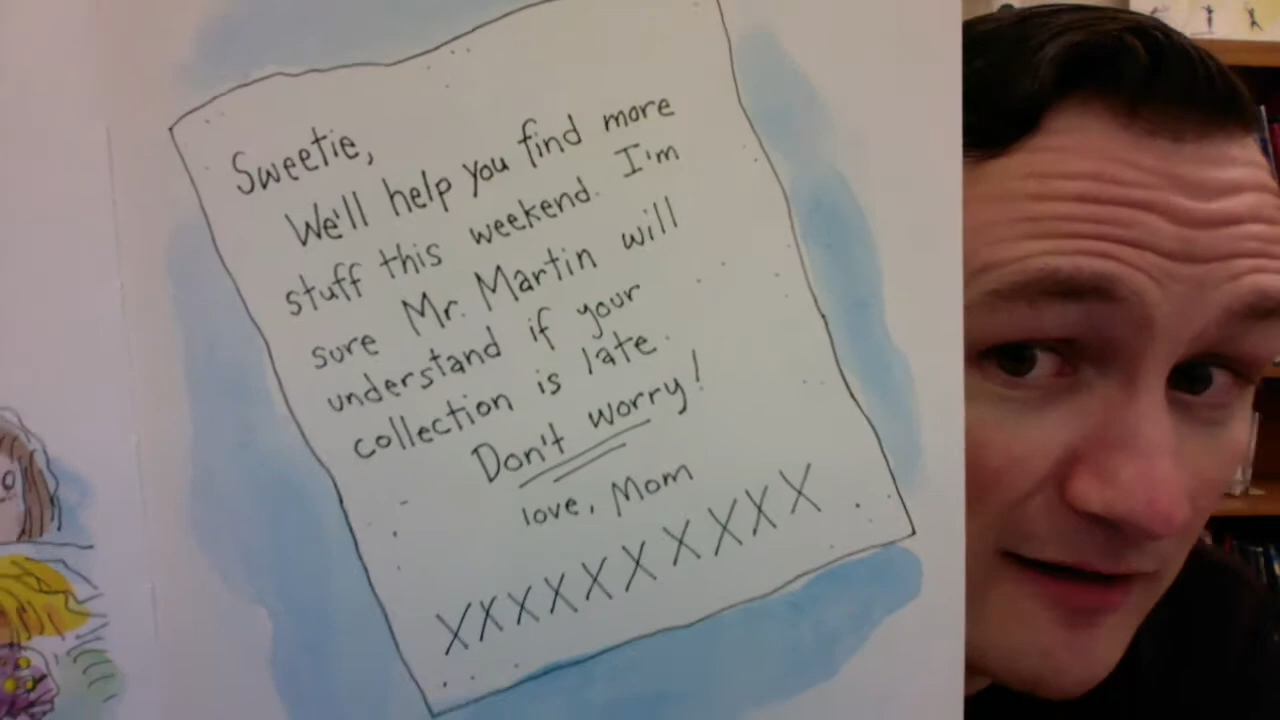 Sweetie,
We'll help you find more
stuff this weekend. I'm
sure Mr. Martin will
understand if your
collection is late.
Don't worry!
love, Mom
XXXXXXXXX